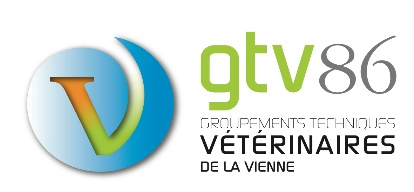 V
gtv86
GROUPEMENTS TECHNIQUES
VÉTÉRINAIRES
DE LA VIENNE